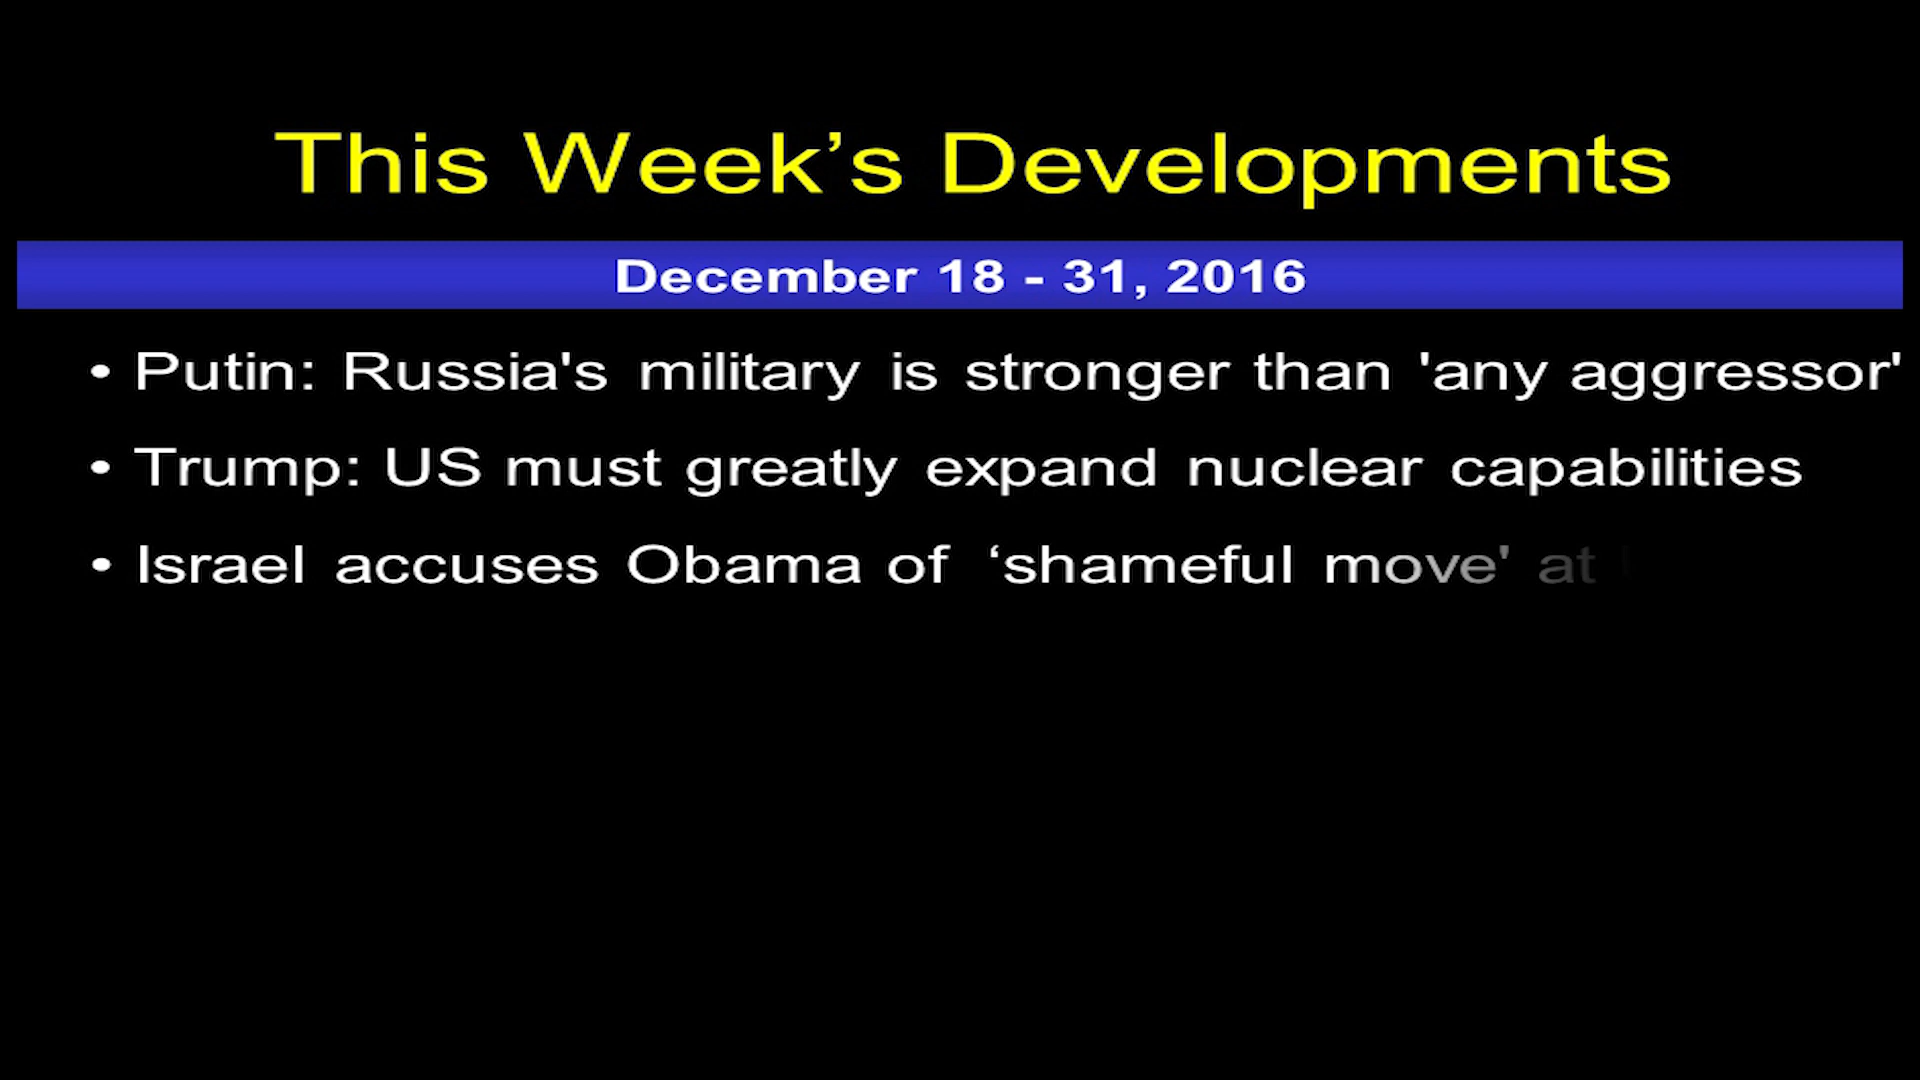 This Week’s Developments
December 18 - 31, 2016
• Putin: Russia's military is stronger than 'any aggressor'
• Trump: US must greatly expand nuclear capabilities
• Israel accuses Obama of ‘shameful move' at